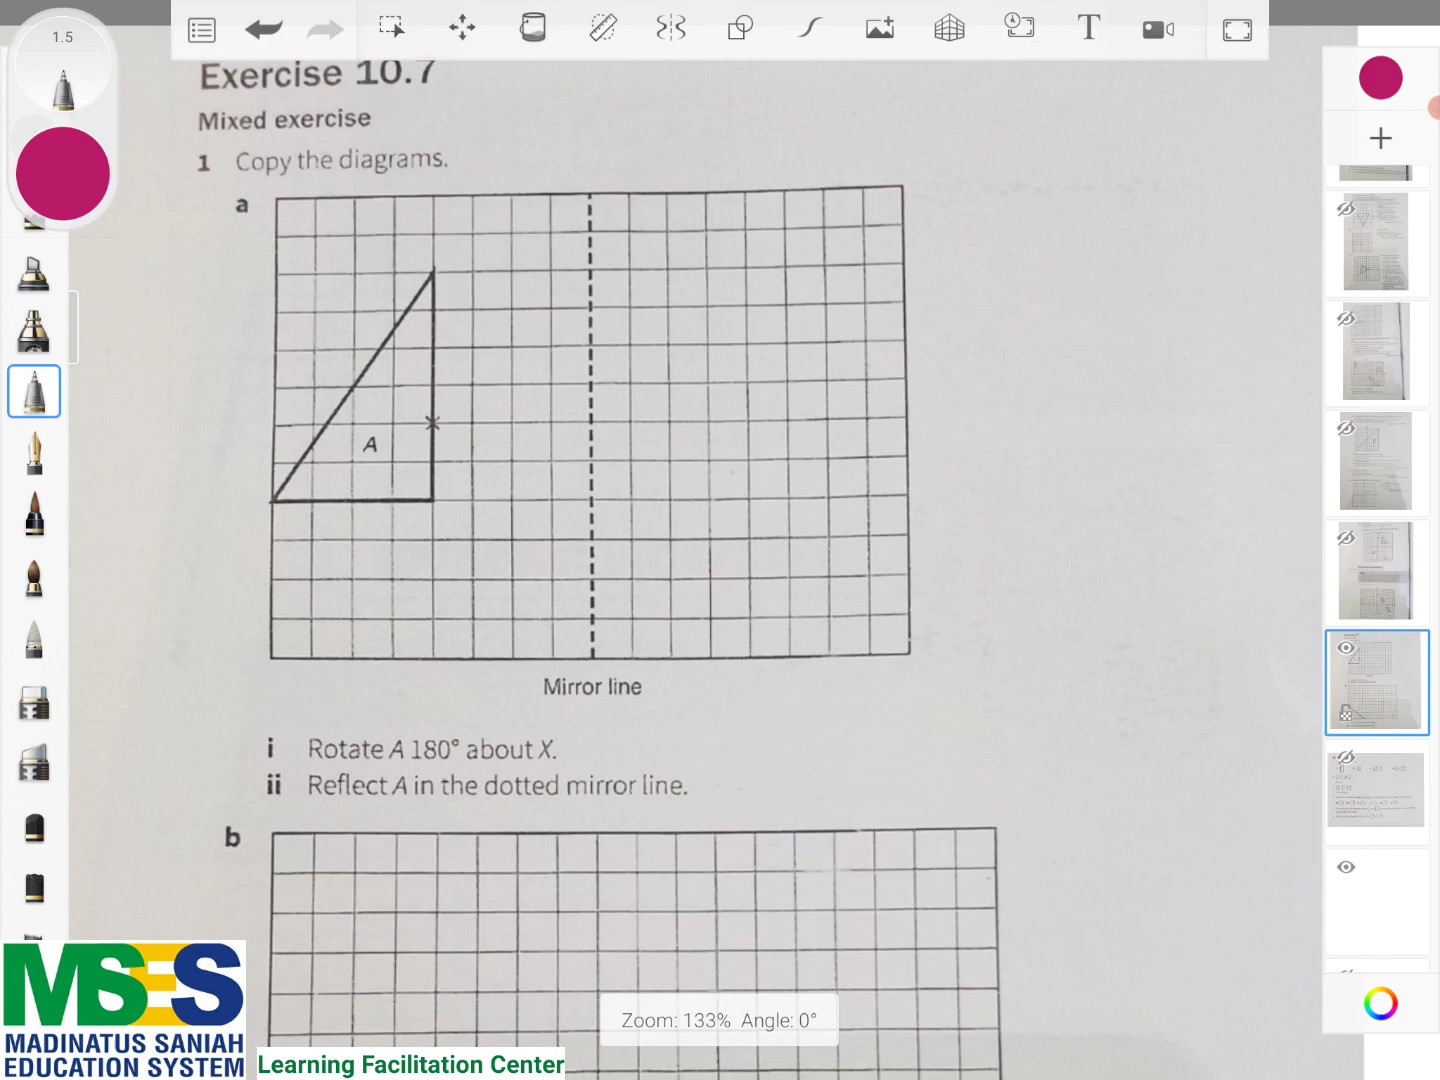 1.5
T
Exercise 10.7
Mixed exercise
1 Copy the diagrams.
a
A
Mirror line
i Rotate A 180° about X.
ii Reflect A in the dotted mirror line.
b
Zoom: 133% Angle: 0°
MSES
MADINATUS SANIAH
EDUCATION SYSTEM
Learning Facilitation Center